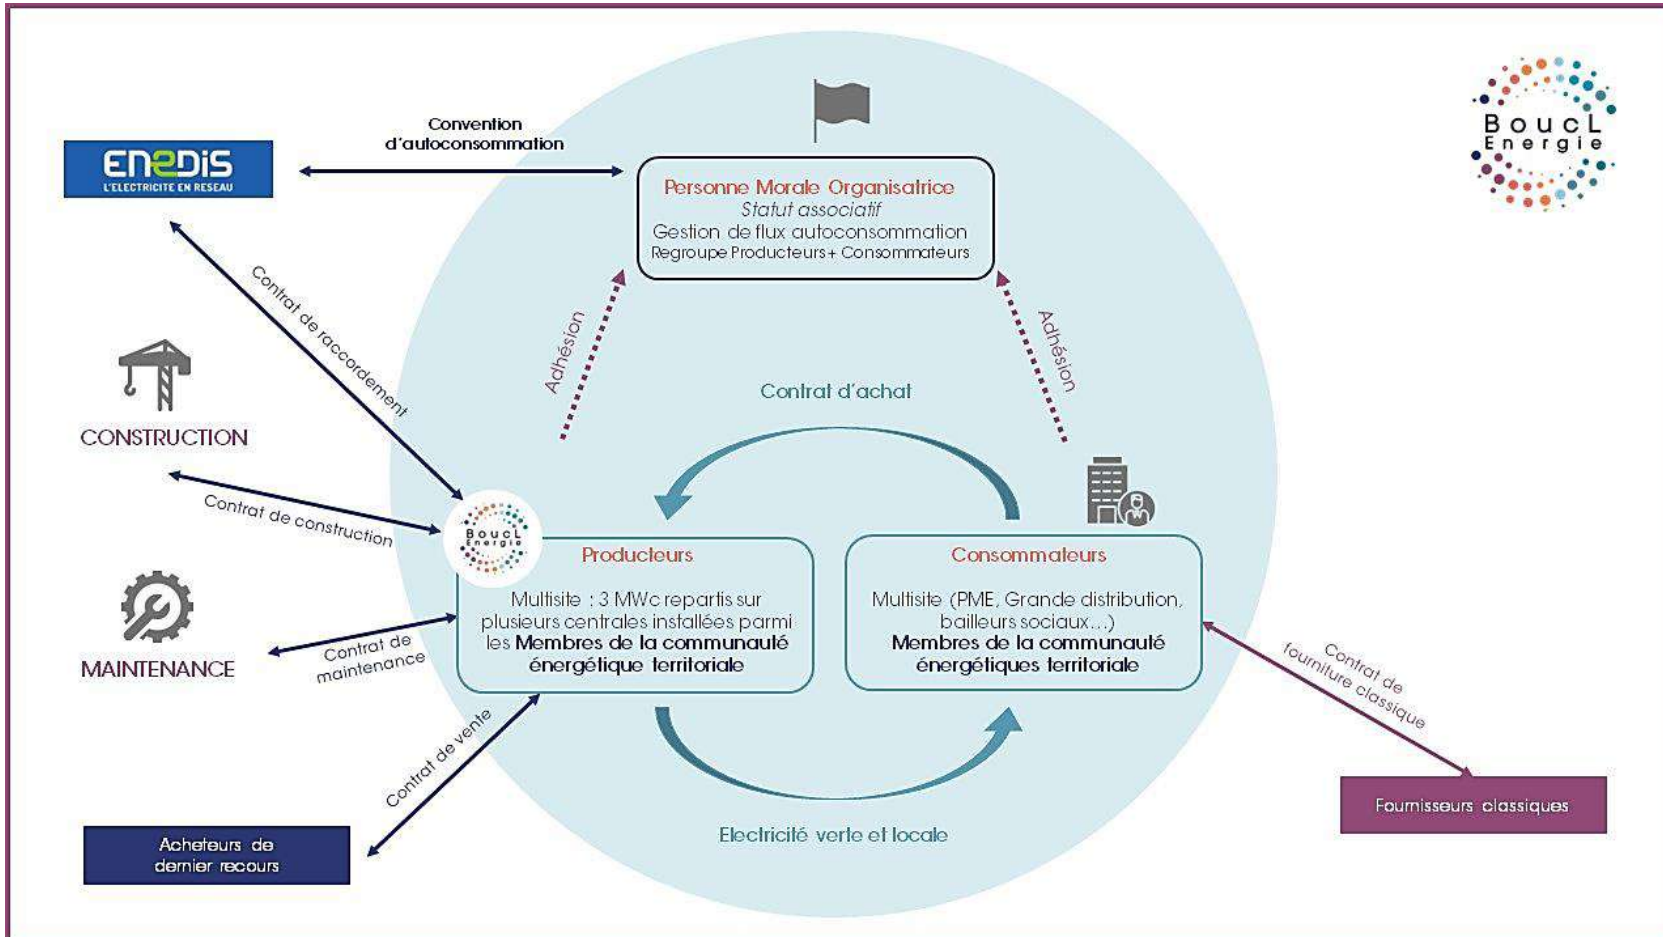 BoucL
Energie
Convention
d'autoconsommation
ENEDIS
L'ELECTRICITE EN RESEAU
Personne Morale Organisatrice
Statut associatif
Gestion de flux autoconsommation
Regroupe Producteurs+ Consommateurs
Contrat de raccordement
Adhésion
Adhésion
CONSTRUCTION
Contrat d'achat
Contrat de construction
BoucL
Energie
Producteurs
Multisite : 3 MWc repartis sur
plusieurs centrales installées parmi
les Membres de la communauté
énergétique territoriale
Consommateurs
Multisite (PME, Grande distribution,
bailleurs sociaux...)
Membres de la communauté
énergétiques territoriale
MAINTENANCE
Contrat de
maintenance
Contrat de
fourniture classique
Contrat de vente
Fournisseurs classiques
Electricité verte et locale
Acheteurs de
dernier recours